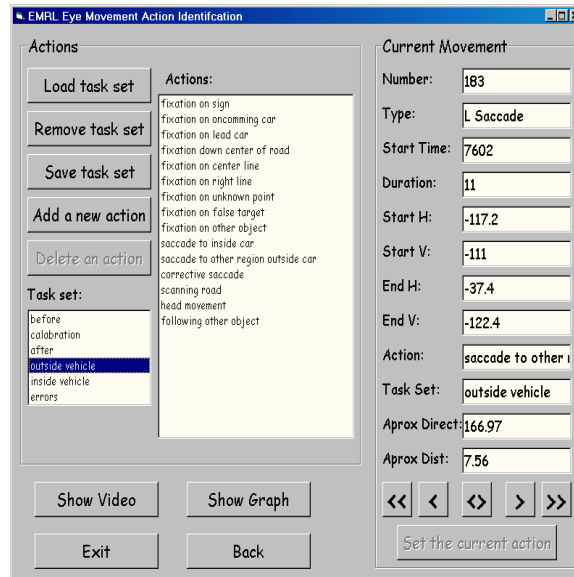 EMRL Eye Movement Action Identifcation
Actions
Load task set
Remove task set
Save task set
Add a new action
Delete an action
Task set:
before
calabration
after
outside vehicle
inside vehicle
errors
Actions:
fixation on sign
fixation on oncomming car
fixation on lead car
fixation down center of road
fixation on center line
fixation on right line
fixation on unknown point
fixation on false target
fixation on other object
saccade to inside car
saccade to other region outside car
corrective saccade
scanning road
head movement
following other object
Show Video
Show Graph
Exit
Back
Current Movement
Number: 183
Type: L Saccade
Start Time: 7602
Duration: 11
Start H: -117.2
Start V: -111
End H: -37.4
End V: -122.4
Action: saccade to other
Task Set: outside vehicle
Aprox Direct: 166.97
Aprox Dist: 7.56
<< < <> > >>
Set the current action